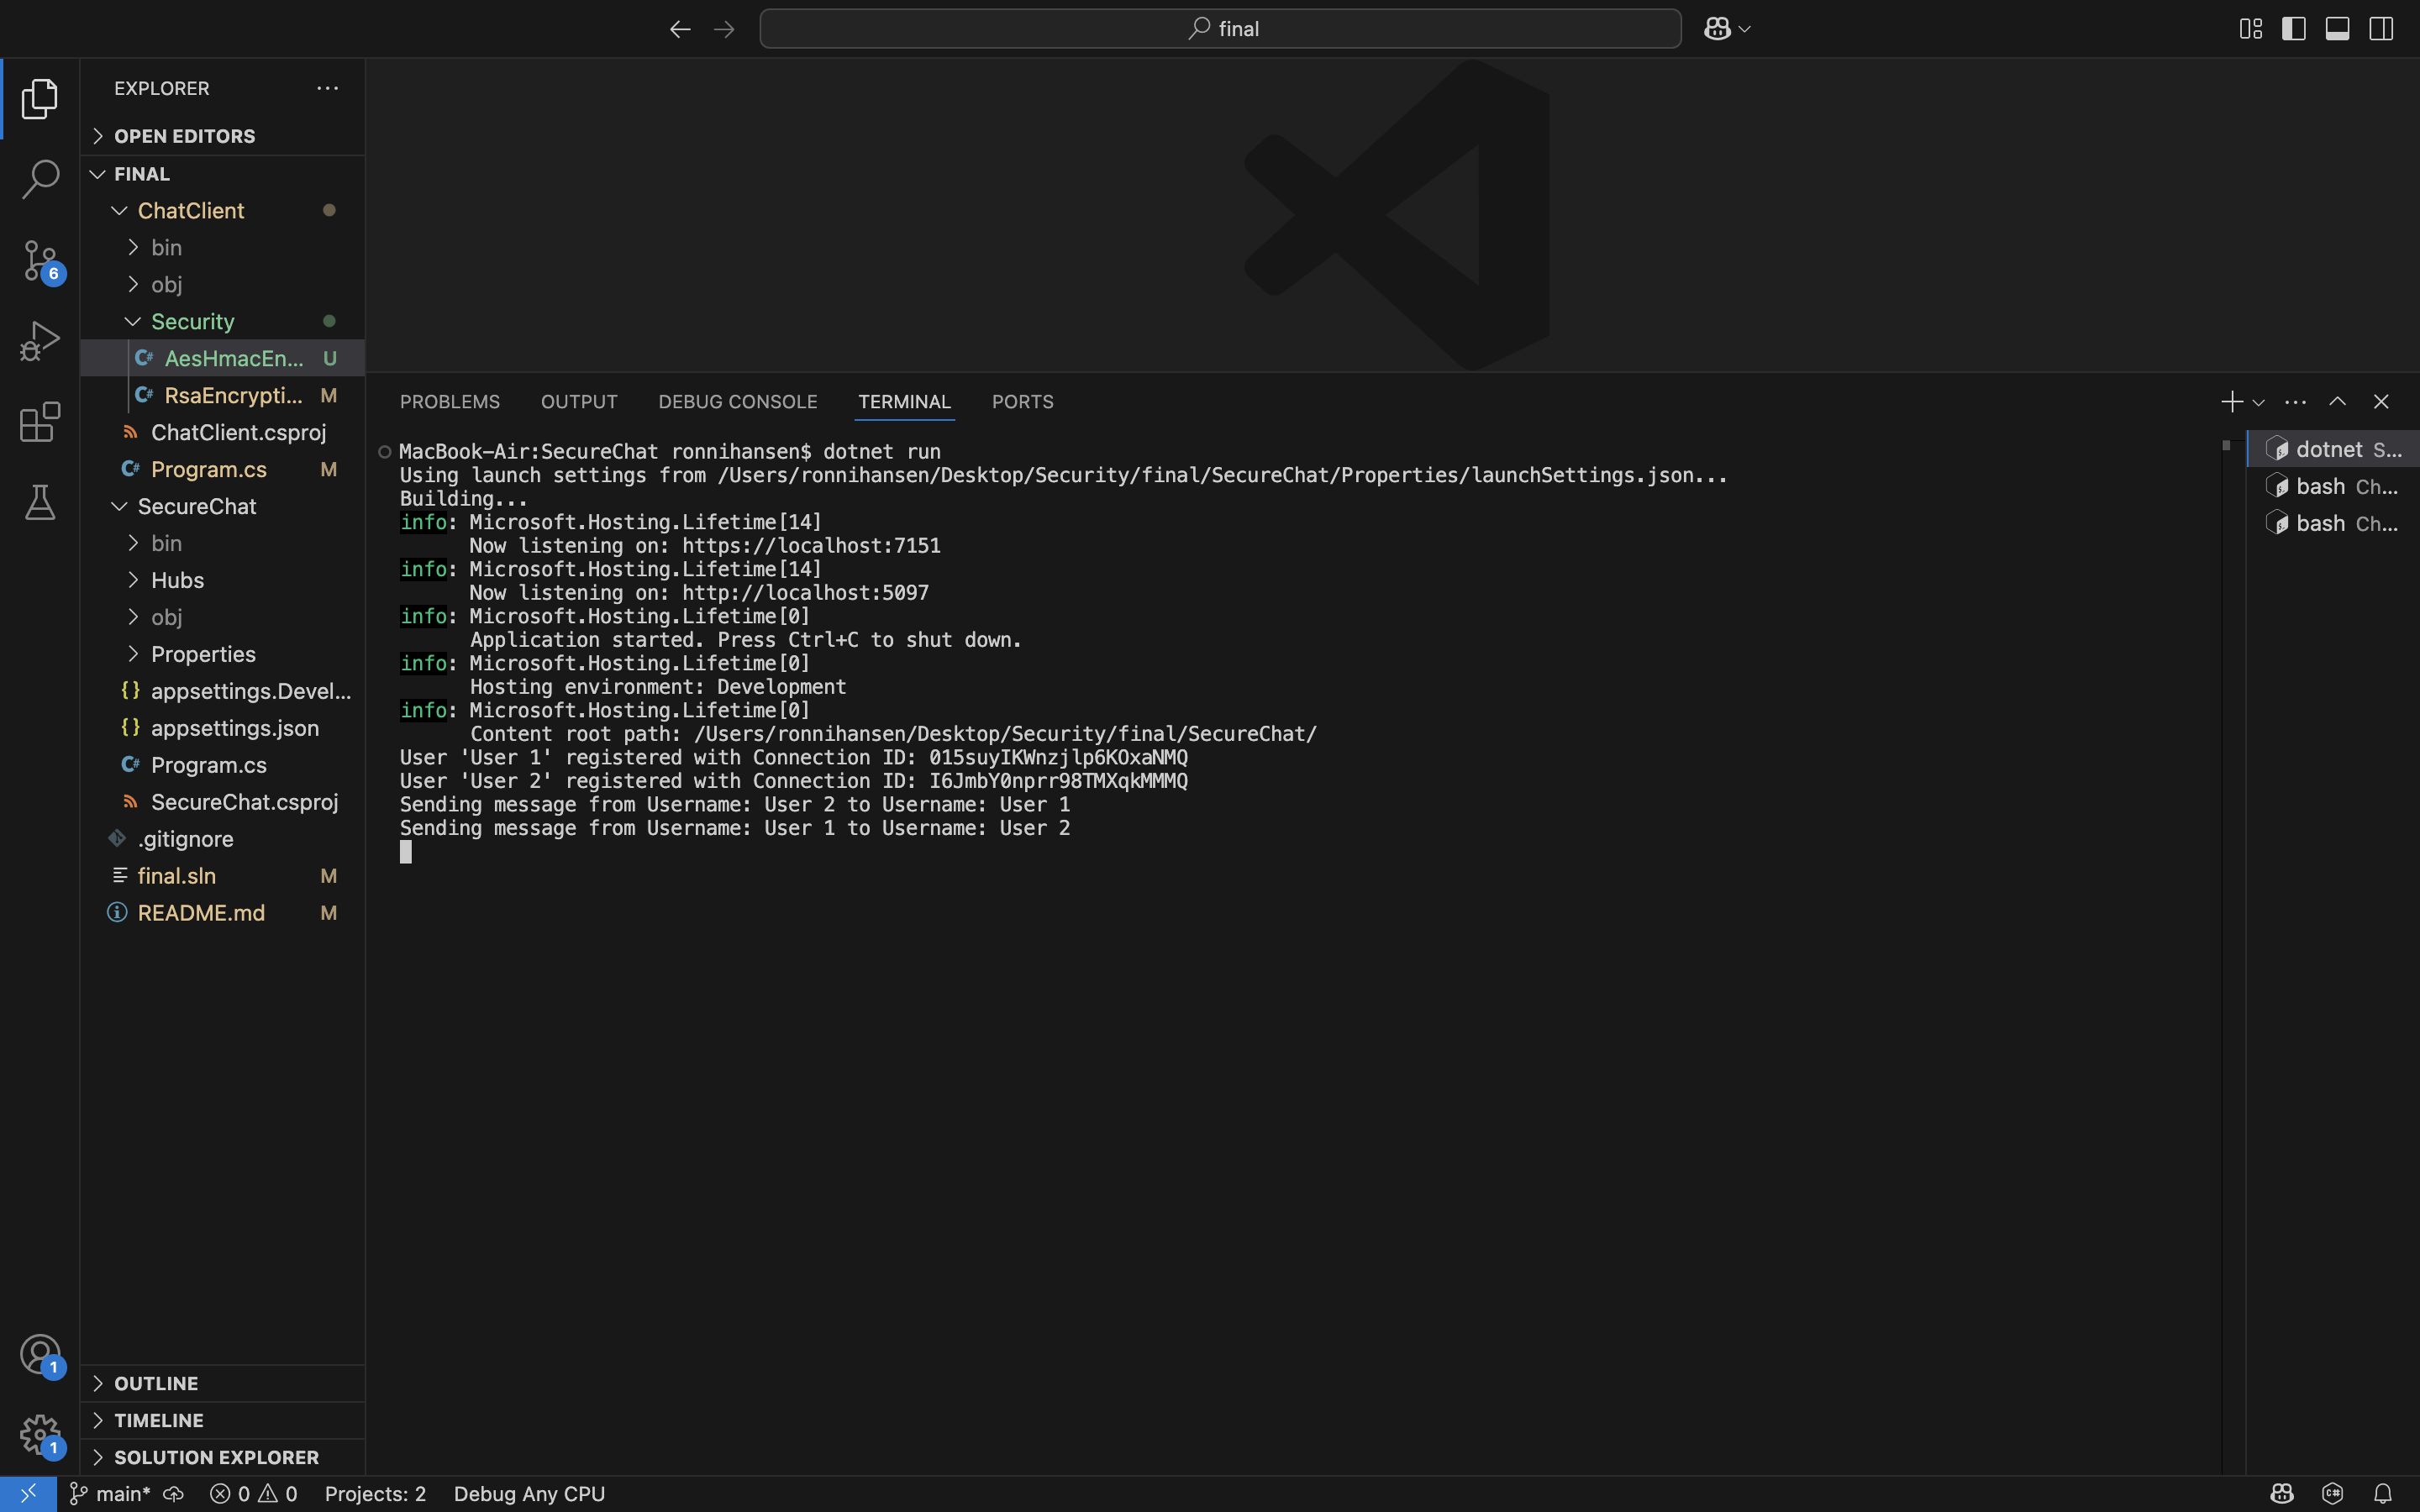 final
EXPLORER
OPEN EDITORS
FINAL
ChatClient
bin
obj
Security
AesHmacEn... U
RsaEncrypti... M
ChatClient.csproj
Program.cs M
SecureChat
bin
Hubs
obj
Properties
appsettings.Devel...
appsettings.json
Program.cs
SecureChat.csproj
.gitignore
final.sln M
README.md M
OUTLINE
TIMELINE
SOLUTION EXPLORER
6
1
1
PROBLEMS OUTPUT DEBUG CONSOLE TERMINAL PORTS
MacBook-Air:SecureChat ronnihansen$ dotnet run
Using launch settings from /Users/ronnihansen/Desktop/Security/final/SecureChat/Properties/launchSettings.json...
Building...
info: Microsoft.Hosting.Lifetime[14]
Now listening on: https://localhost:7151
info: Microsoft.Hosting.Lifetime[14]
Now listening on: http://localhost:5097
info: Microsoft.Hosting.Lifetime[0]
Application started. Press Ctrl+C to shut down.
info: Microsoft.Hosting.Lifetime[0]
Hosting environment: Development
info: Microsoft.Hosting.Lifetime[0]
Content root path: /Users/ronnihansen/Desktop/Security/final/SecureChat/
User 'User 1' registered with Connection ID: 015suyIKWnzjlp6KOxaNMQ
User 'User 2' registered with Connection ID: I6JmbY0nprr98TMXqkMMMQ
Sending message from Username: User 2 to Username: User 1
Sending message from Username: User 1 to Username: User 2
dotnet S...
bash Ch...
bash Ch...
main* 0 0 Projects: 2 Debug Any CPU